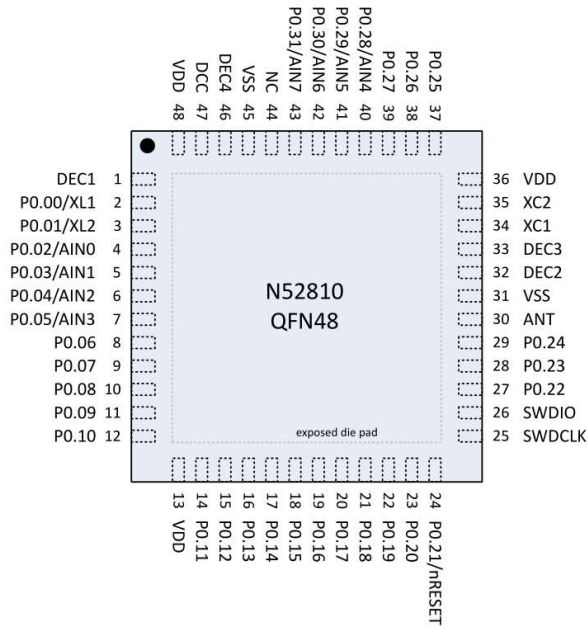 VDD 48
DCC 47
DEC4 46
VSS 45
NC 44
P0.31/AIN7 43
P0.30/AIN6 42
P0.29/AIN5 41
P0.28/AIN4 40
P0.27 39
P0.26 38
P0.25 37
DEC1 1
P0.00/XL1 2
P0.01/XL2 3
P0.02/AIN0 4
P0.03/AIN1 5
P0.04/AIN2 6
P0.05/AIN3 7
P0.06 8
P0.07 9
P0.08 10
P0.09 11
P0.10 12
N52810
QFN48
exposed die pad
36 VDD
35 XC2
34 XC1
33 DEC3
32 DEC2
31 VSS
30 ANT
29 P0.24
28 P0.23
27 P0.22
26 SWDIO
25 SWDCLK
13 VDD
14 P0.11
15 P0.12
16 P0.13
17 P0.14
18 P0.15
19 P0.16
20 P0.17
21 P0.18
22 P0.19
23 P0.20
24 P0.21/nRESET